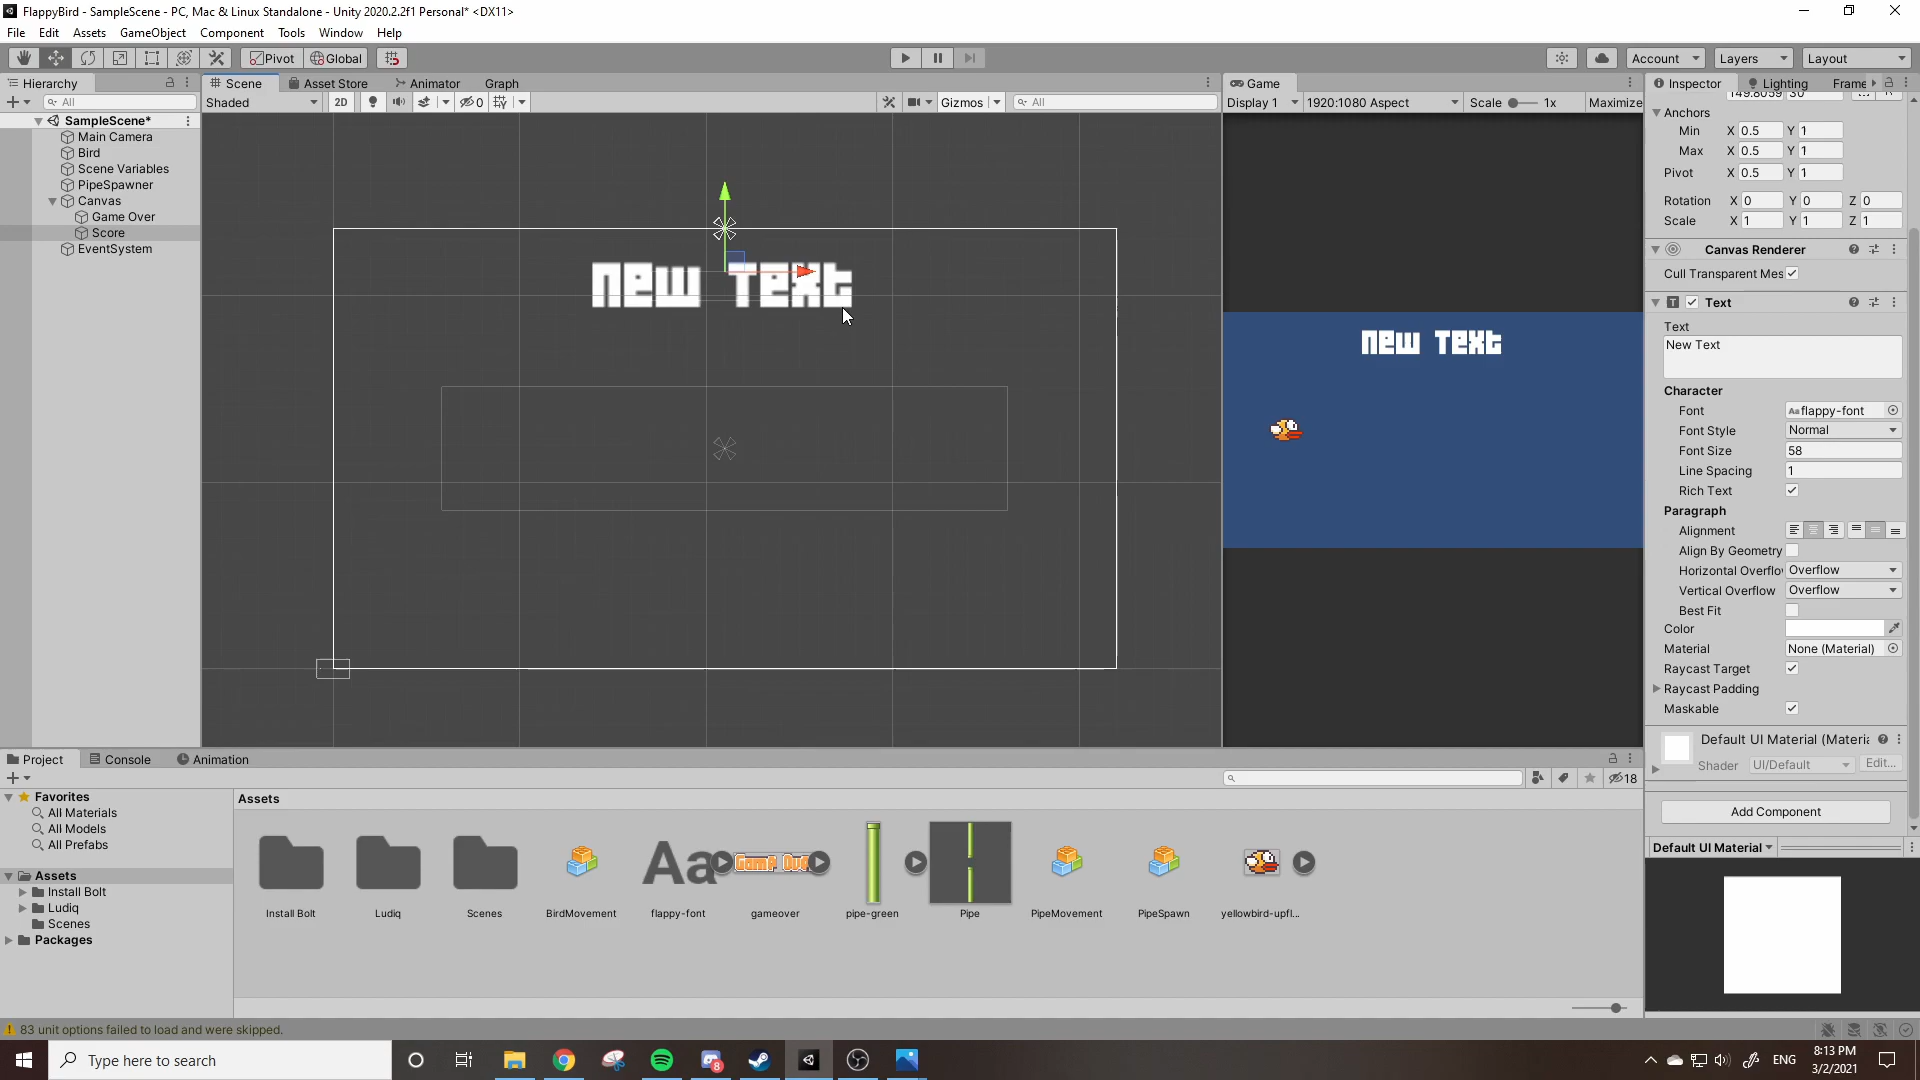 FlappyBird - SampleScene - PC, Mac & Linux Standalone - Unity 2020.2.2f1 Personal* <DX11>
File Edit Assets GameObject Component Tools Window Help
Pivot Global Account Layers Layout
Hierarchy Scene Asset Store Animator Graph Game Inspector Lighting Frame
All Shaded 2D 0 Gizmos All Display 1 1920:1080 Aspect Scale 1x Maximize
SampleScene*
Main Camera
Bird
Scene Variables
PipeSpawner
Canvas
Game Over
Score
EventSystem
New Text
New Text
Anchors
Min X 0.5 Y 1
Max X 0.5 Y 1
Pivot X 0.5 Y 1
Rotation X 0 Y 0 Z 0
Scale X 1 Y 1 Z 1
Canvas Renderer
Cull Transparent Mes
Text
Text
New Text
Character
Font Aa flappy-font
Font Style Normal
Font Size 58
Line Spacing 1
Rich Text
Paragraph
Alignment
Align By Geometry
Horizontal Overflo Overflow
Vertical Overflow Overflow
Best Fit
Color
Material None (Material)
Raycast Target
Raycast Padding
Maskable
Default UI Material (Materia
Shader UI/Default Edit...
Add Component
Default UI Material
Project Console Animation
18
Favorites
All Materials
All Models
All Prefabs
Assets
Install Bolt
Ludiq
Scenes
Packages
Assets
Aa
Install Bolt Ludiq Scenes BirdMovement flappy-font gameover pipe-green Pipe PipeMovement PipeSpawn yellowbird-upfl...
83 unit options failed to load and were skipped.
Type here to search
8
ENG
8:13 PM
3/2/2021